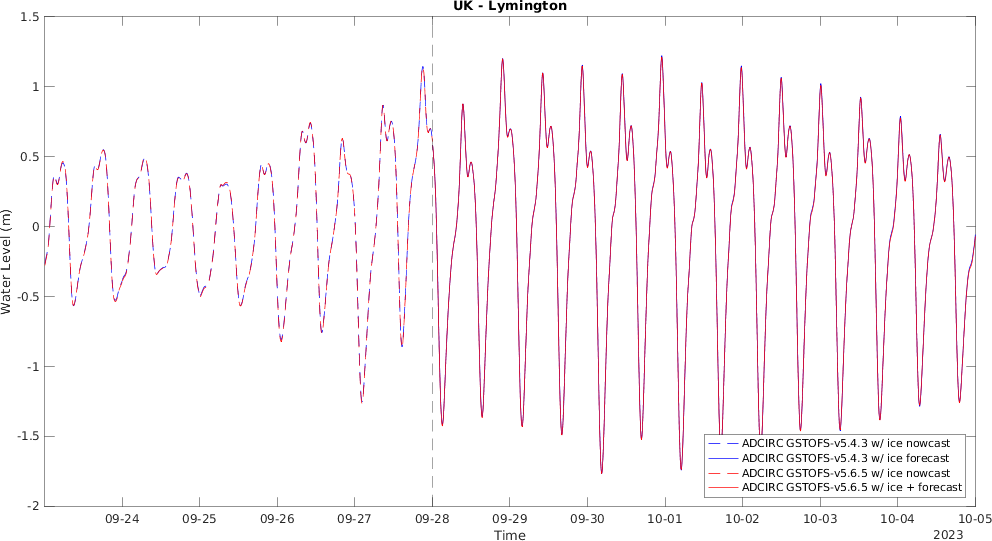 UK - Lymington
1.5
1
0.5
0
-0.5
-1
-1.5
-2
Water Level (m)
ADCIRC GSTOFS-v5.4.3 w/ ice nowcast
ADCIRC GSTOFS-v5.4.3 w/ ice forecast
ADCIRC GSTOFS-v5.6.5 w/ ice nowcast
ADCIRC GSTOFS-v5.6.5 w/ ice + forecast
09-24 09-25 09-26 09-27 09-28 09-29 09-30 10-01 10-02 10-03 10-04 10-05
Time 2023